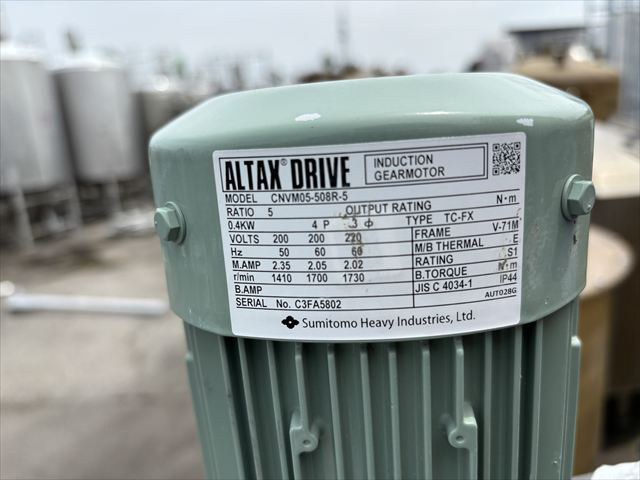 ALTAX® DRIVE INDUCTION GEARMOTOR
MODEL CNVM05-508R-5
RATIO 5 OUTPUT RATING N·m
0.4KW 4 P 3 ϕ TYPE TC-FX
VOLTS 200 200 220 FRAME V-71M
Hz 50 60 60 M/B THERMAL E
M.AMP 2.35 2.05 2.02 RATING S1
r/min 1410 1700 1730 B.TORQUE N·m
B.AMP JIS C 4034-1 IP44
SERIAL No. C3FA5802 AUT028G
Sumitomo Heavy Industries, Ltd.